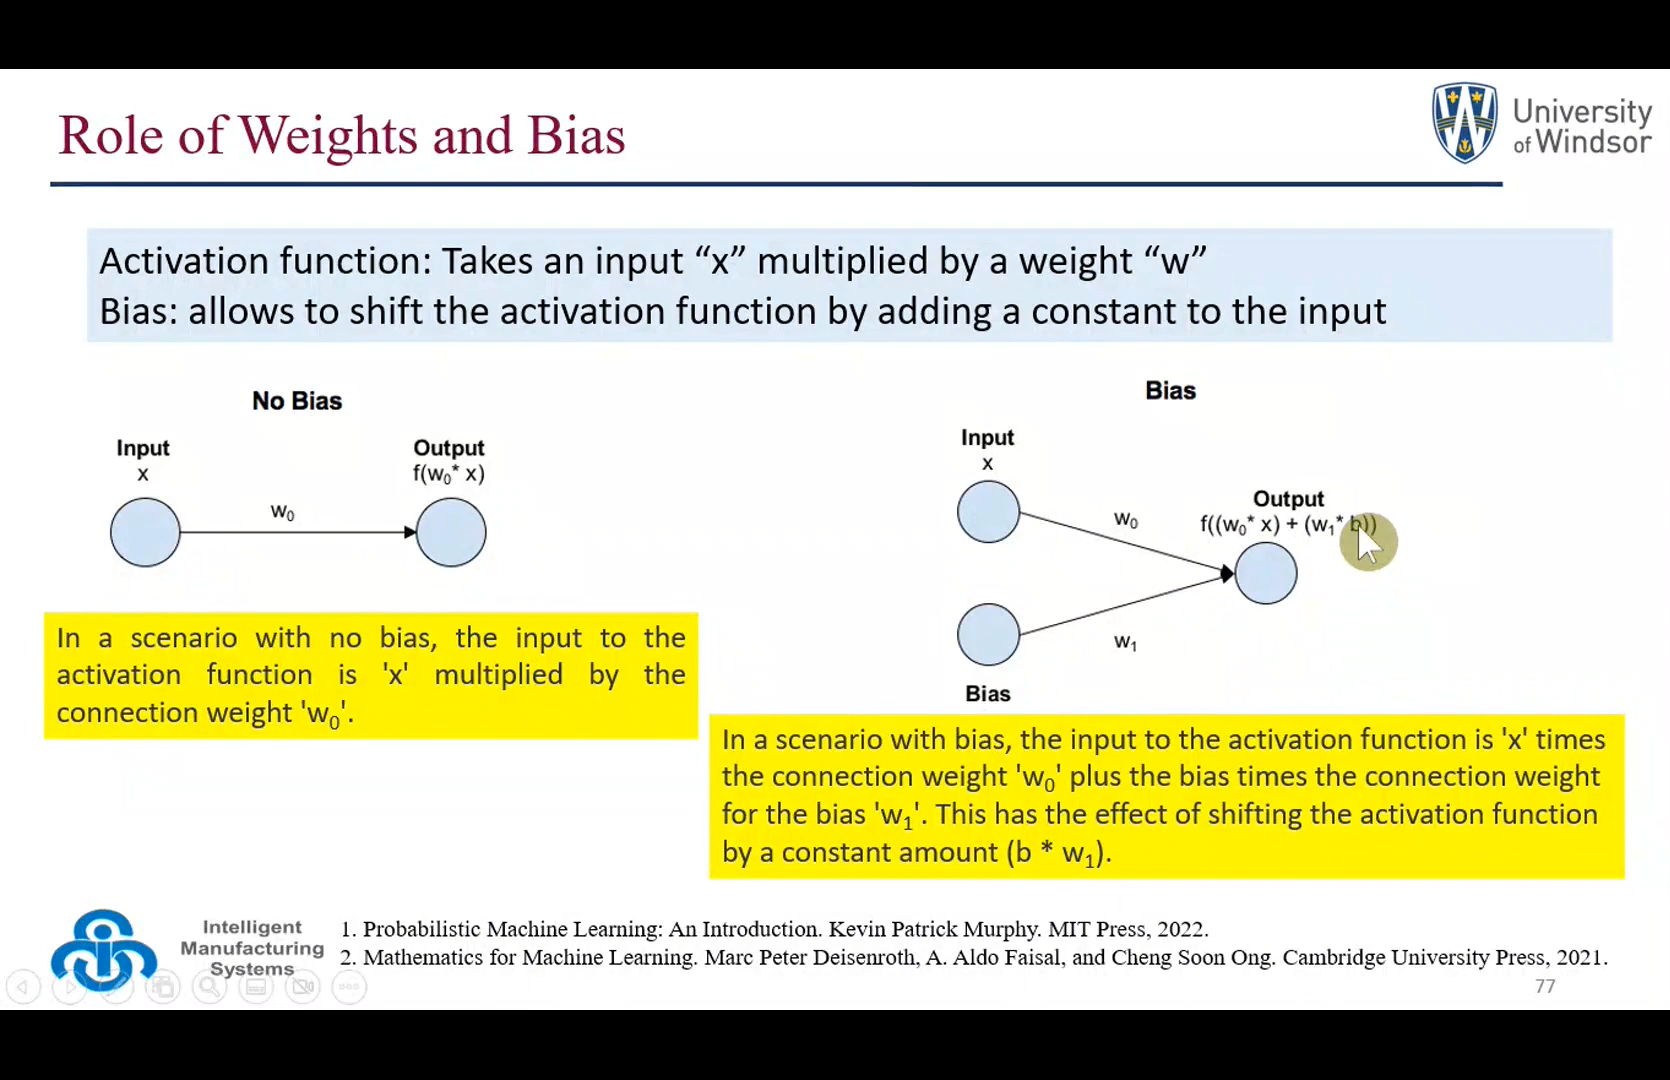 Role of Weights and Bias
University
of Windsor
Activation function: Takes an input “x” multiplied by a weight “w”
Bias: allows to shift the activation function by adding a constant to the input
No Bias
Input
x
w₀
Output
f(w₀* x)
In a scenario with no bias, the input to the
activation function is 'x' multiplied by the
connection weight 'w₀'.
Bias
Input
x
w₀
Output
f((w₀* x) + (w₁* b))
w₁
Bias
In a scenario with bias, the input to the activation function is 'x' times
the connection weight 'w₀' plus the bias times the connection weight
for the bias 'w₁'. This has the effect of shifting the activation function
by a constant amount (b * w₁).
Intelligent
Manufacturing
Systems
1. Probabilistic Machine Learning: An Introduction. Kevin Patrick Murphy. MIT Press, 2022.
2. Mathematics for Machine Learning. Marc Peter Deisenroth, A. Aldo Faisal, and Cheng Soon Ong. Cambridge University Press, 2021.
77